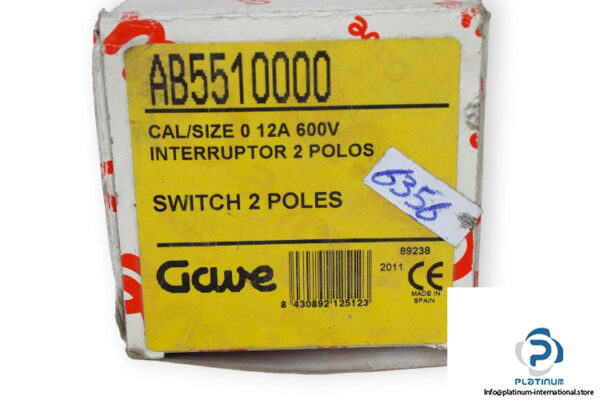 AB5510000
CAL/SIZE 0 12A 600V
INTERRUPTOR 2 POLOS
6356
SWITCH 2 POLES
Gave
89238
2011 CE
8 430892 125123
MADE IN
SPAIN
PLATINUM
Info@platinum-international.store